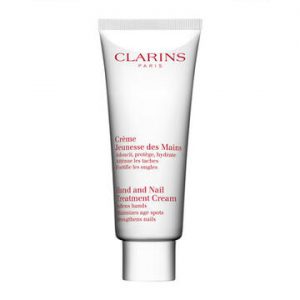 CLARINS
PARIS
Crème
Jeunesse des Mains
Adoucit, protège, hydrate
Atténue les taches
Fortifie les ongles
Hand and Nail
Treatment Cream
Softens hands
Minimizes age spots
Strengthens nails